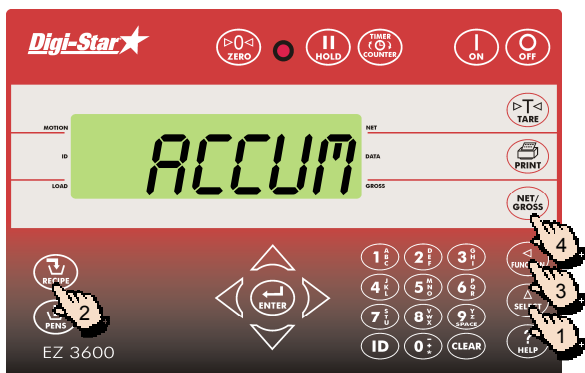 Digi-Star
ZERO
HOLD
TIMER
COUNTER
ON
OFF
MOTION
ID
LOAD
ACCUM
NET
DATA
GROSS
T
TARE
PRINT
NET/
GROSS
RECIPE
PENS
ENTER
1 A B C
2 D E F
3 G H I
4 J K L
5 M N O
6 P Q R
7 S T U
8 V W X
9 Y Z SPACE
ID
0 - + *
CLEAR
FUNCTION
SELECT
?
HELP
1
2
3
4
EZ 3600